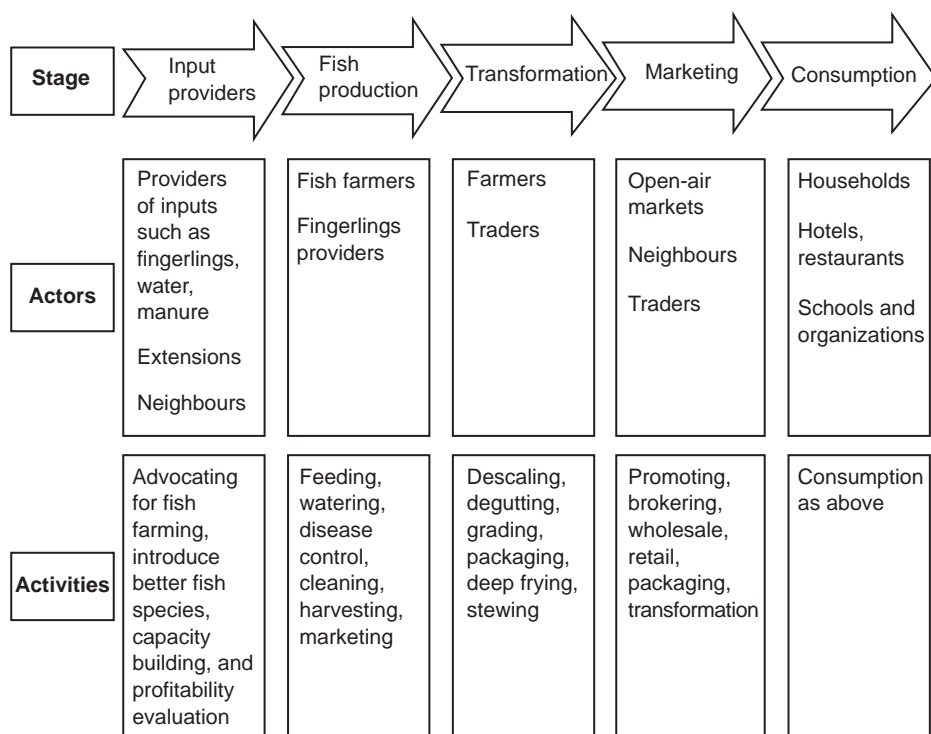 Stage
Input
providers
Fish
production
Transformation
Marketing
Consumption
Actors
Providers
of inputs
such as
fingerlings,
water,
manure
Extensions
Neighbours
Fish farmers
Fingerlings
providers
Farmers
Traders
Open-air
markets
Neighbours
Traders
Households
Hotels,
restaurants
Schools and
organizations
Activities
Advocating
for fish
farming,
introduce
better fish
species,
capacity
building, and
profitability
evaluation
Feeding,
watering,
disease
control,
cleaning,
harvesting,
marketing
Descaling,
degutting,
grading,
packaging,
deep frying,
stewing
Promoting,
brokering,
wholesale,
retail,
packaging,
transformation
Consumption
as above